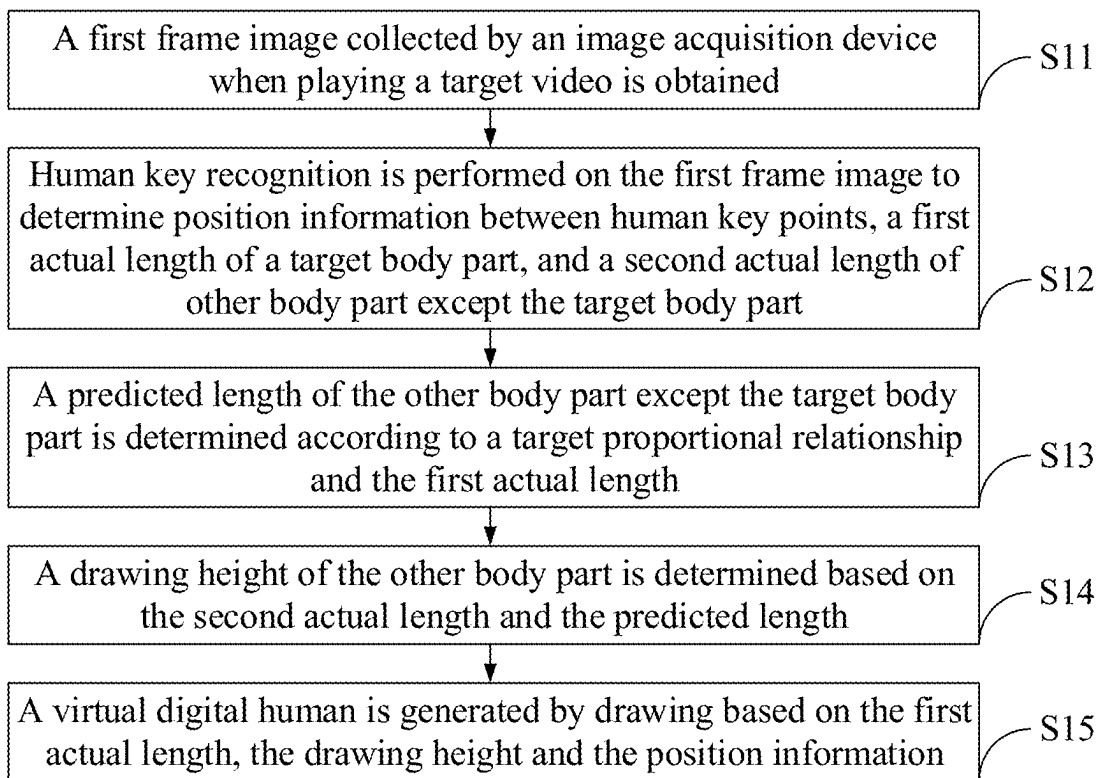 A first frame image collected by an image acquisition device
when playing a target video is obtained
S11
Human key recognition is performed on the first frame image to
determine position information between human key points, a first
actual length of a target body part, and a second actual length of
other body part except the target body part
S12
A predicted length of the other body part except the target body
part is determined according to a target proportional relationship
and the first actual length
S13
A drawing height of the other body part is determined based on
the second actual length and the predicted length
S14
A virtual digital human is generated by drawing based on the first
actual length, the drawing height and the position information
S15